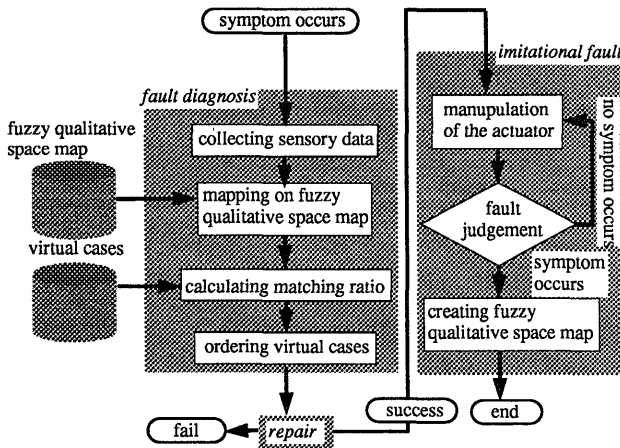 symptom occurs
fault diagnosis
collecting sensory data
fuzzy qualitative
space map
mapping on fuzzy
qualitative space map
virtual cases
calculating matching ratio
ordering virtual cases
fail
repair
success
imitational fault
manupulation
of the actuator
no symptom occurs
fault
judgement
symptom
occurs
creating fuzzy
qualitative space map
end